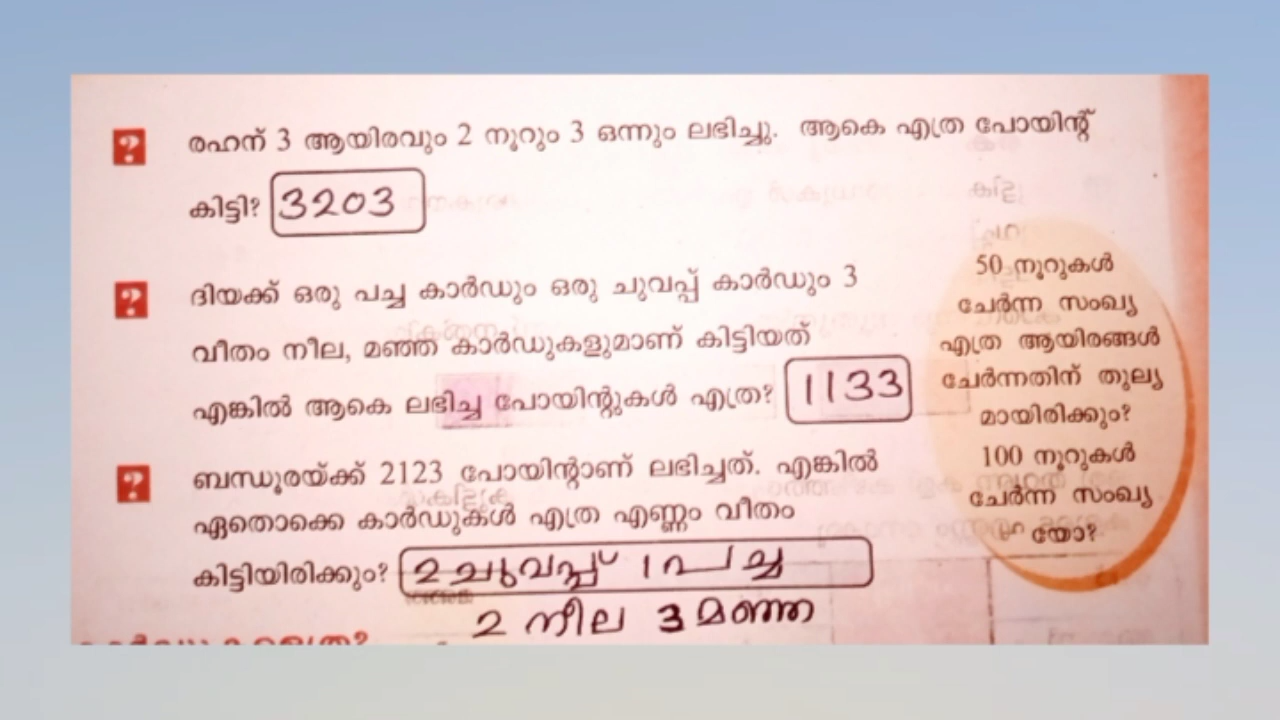 ? രഹന് 3 ആയിരവും 2 നൂറും 3 ഒന്നും ലഭിച്ചു. ആകെ എത്ര പോയിന്റ്
കിട്ടി? 3203
? ദിയക്ക് ഒരു പച്ച കാർഡും ഒരു ചുവപ്പ് കാർഡും 3
വീതം നീല, മഞ്ഞ കാർഡുകളുമാണ് കിട്ടിയത്
എങ്കിൽ ആകെ ലഭിച്ച പോയിന്റുകൾ എത്ര? 1133
? ബന്ധൂരയ്ക്ക് 2123 പോയിന്റാണ് ലഭിച്ചത്. എങ്കിൽ
ഏതൊക്കെ കാർഡുകൾ എത്ര എണ്ണം വീതം
കിട്ടിയിരിക്കും? 2 ചുവപ്പ് 1 പച്ച
2 നീല 3 മഞ്ഞ
50 നൂറുകൾ
ചേർന്ന സംഖ്യ
എത്ര ആയിരങ്ങൾ
ചേർന്നതിന് തുല്യ
മായിരിക്കും?
100 നൂറുകൾ
ചേർന്ന സംഖ്യ
യോ?